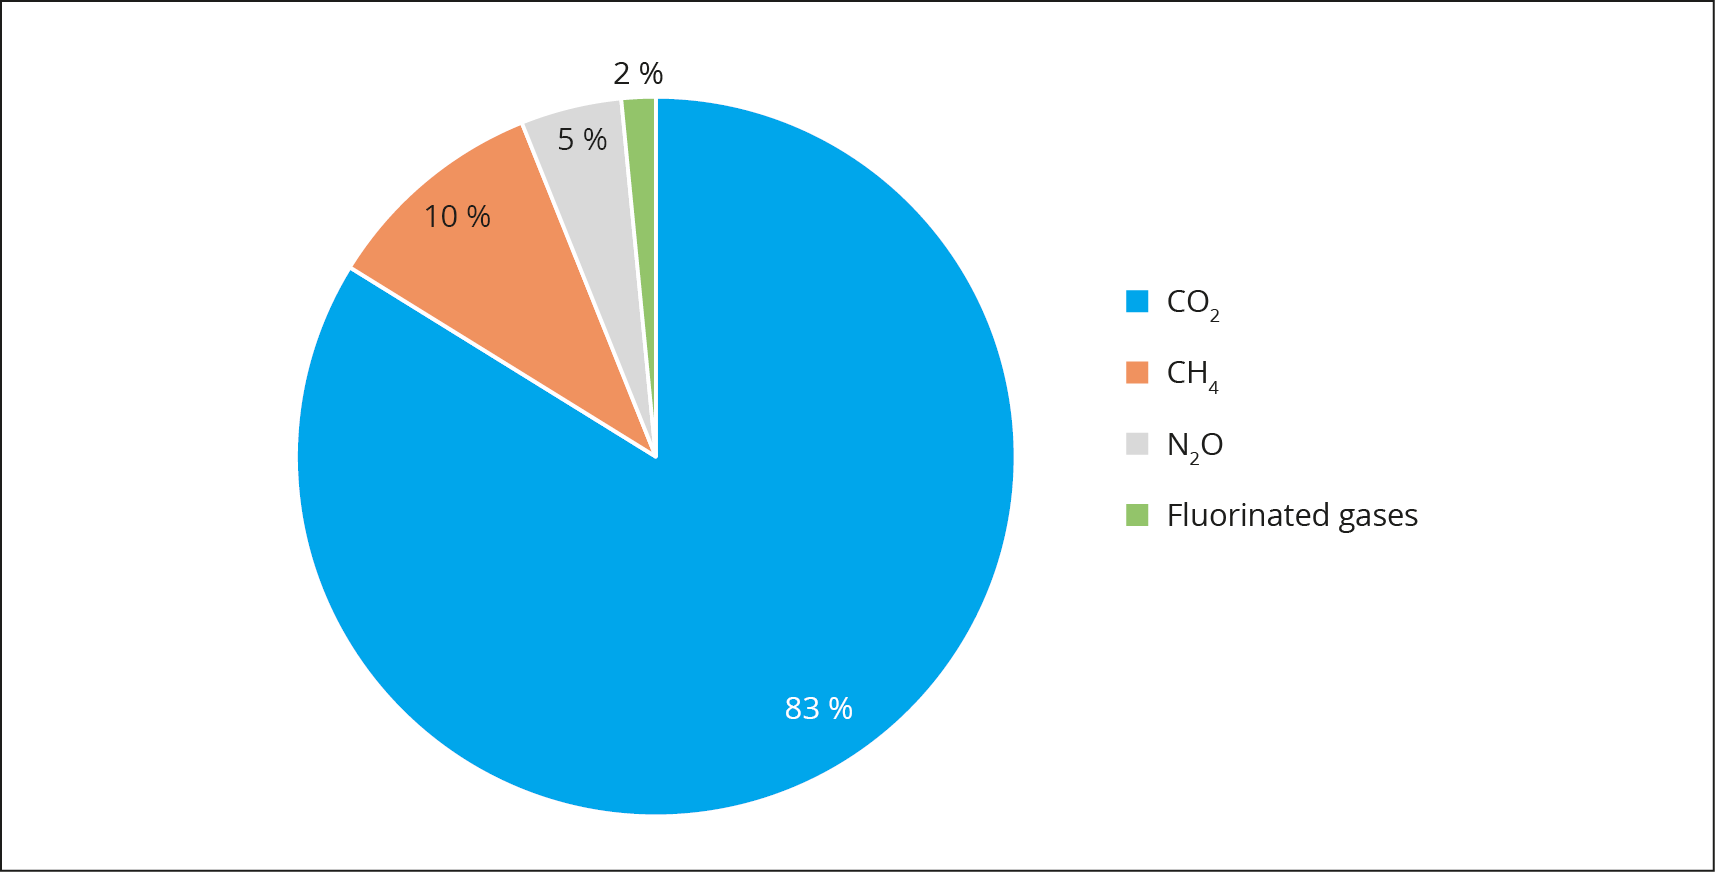 2 %
5 %
10 %
83 %
CO₂
CH₄
N₂O
Fluorinated gases